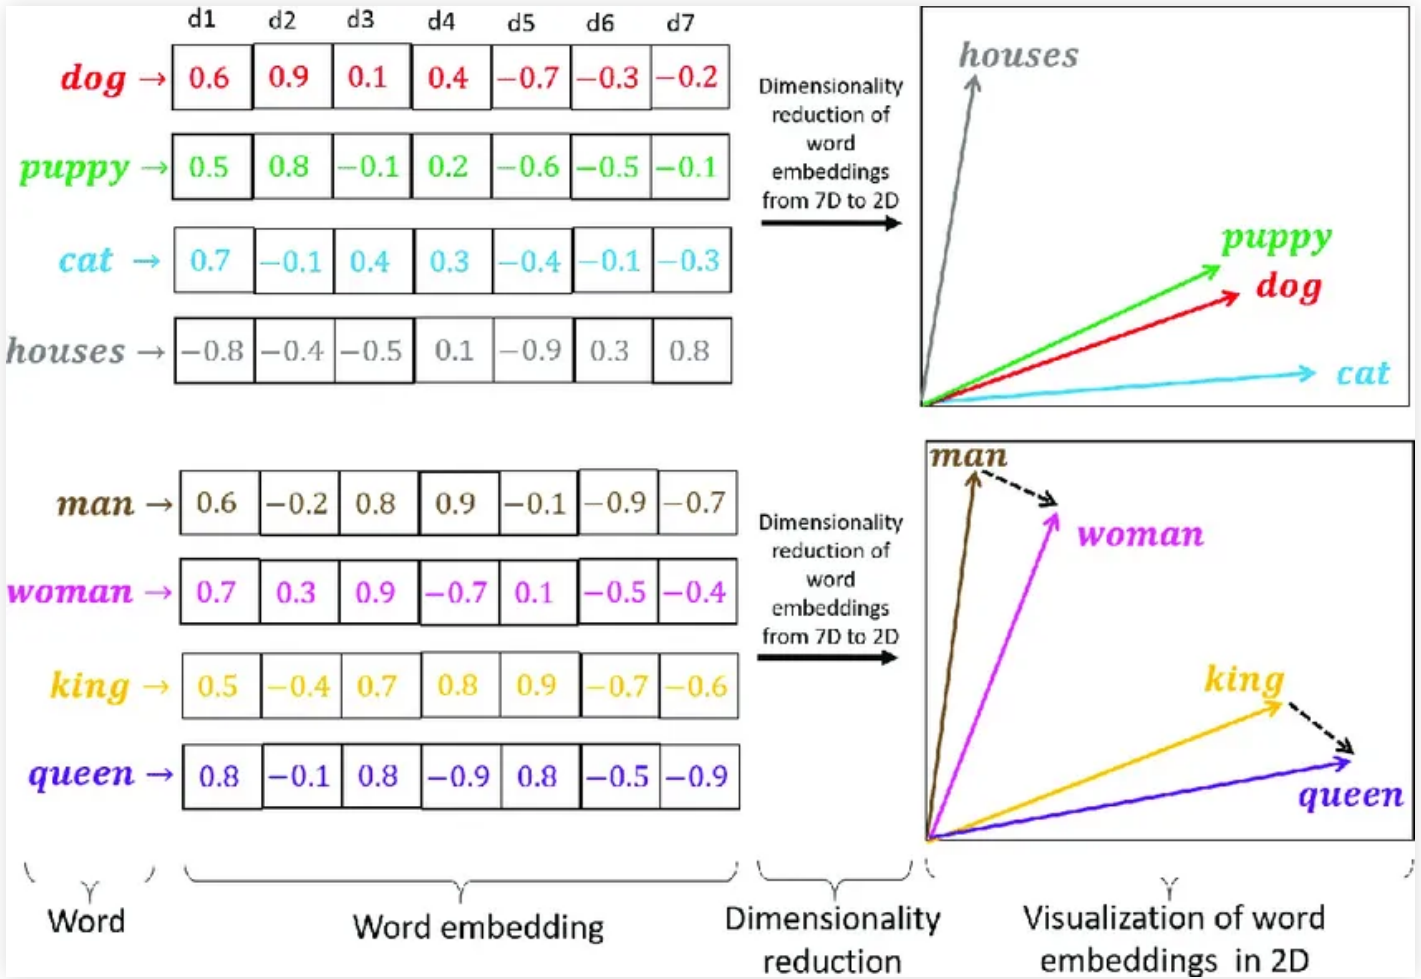 d1 d2 d3 d4 d5 d6 d7
dog → 0.6 0.9 0.1 0.4 −0.7 −0.3 −0.2
puppy → 0.5 0.8 −0.1 0.2 −0.6 −0.5 −0.1
cat → 0.7 −0.1 0.4 0.3 −0.4 −0.1 −0.3
houses → −0.8 −0.4 −0.5 0.1 −0.9 0.3 0.8
Dimensionality
reduction of
word
embeddings
from 7D to 2D
houses
puppy
dog
cat
man → 0.6 −0.2 0.8 0.9 −0.1 −0.9 −0.7
woman → 0.7 0.3 0.9 −0.7 0.1 −0.5 −0.4
king → 0.5 −0.4 0.7 0.8 0.9 −0.7 −0.6
queen → 0.8 −0.1 0.8 −0.9 0.8 −0.5 −0.9
Dimensionality
reduction of
word
embeddings
from 7D to 2D
man
woman
king
queen
Word
Word embedding
Dimensionality
reduction
Visualization of word
embeddings in 2D